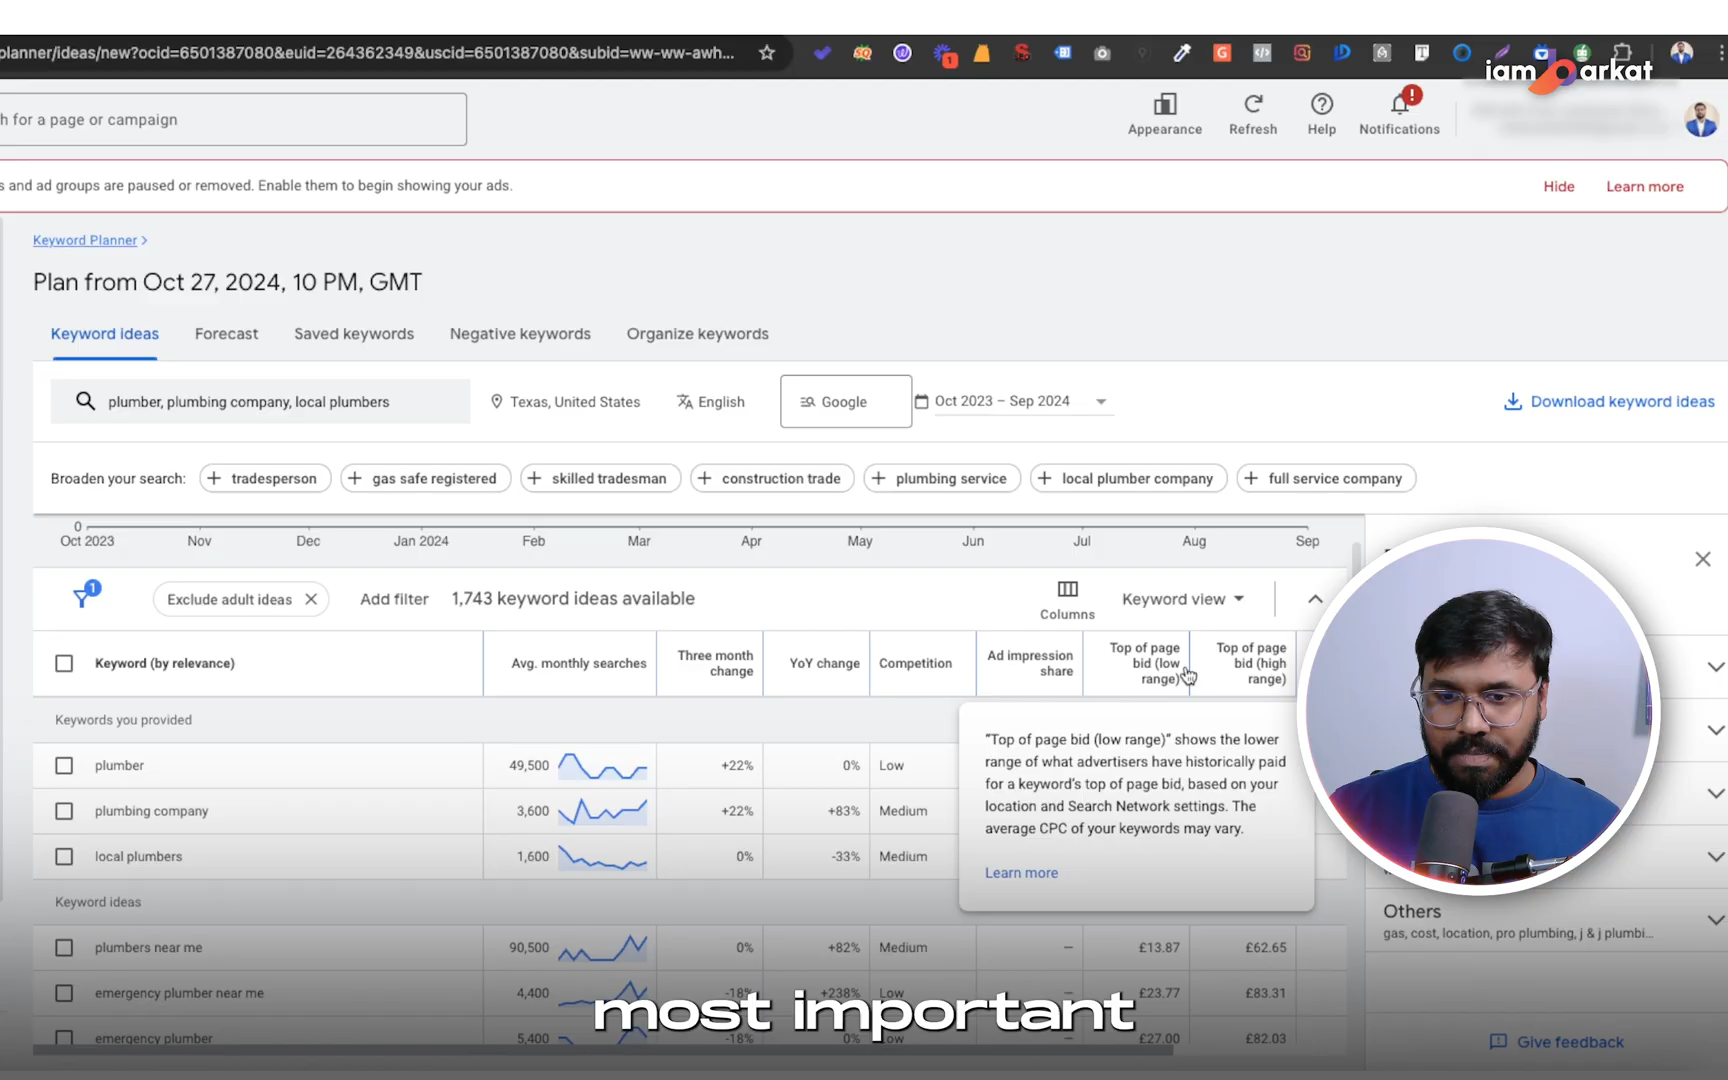 planner/ideas/new?ocid=6501387080&euid=264362349&uscid=6501387080&subid=ww-ww-awh...
1
iam parkat
h for a page or campaign
Appearance
Refresh
Help
Notifications
s and ad groups are paused or removed. Enable them to begin showing your ads.
Hide
Learn more
Keyword Planner >
Plan from Oct 27, 2024, 10 PM, GMT
Keyword ideas
Forecast
Saved keywords
Negative keywords
Organize keywords
plumber, plumbing company, local plumbers
Texas, United States
English
Google
Oct 2023 – Sep 2024
Download keyword ideas
Broaden your search:
+ tradesperson
+ gas safe registered
+ skilled tradesman
+ construction trade
+ plumbing service
+ local plumber company
+ full service company
0
Oct 2023 Nov Dec Jan 2024 Feb Mar Apr May Jun Jul Aug Sep
1
Exclude adult ideas
Add filter
1,743 keyword ideas available
Columns
Keyword view
Keyword (by relevance)
Avg. monthly searches
Three month
change
YoY change
Competition
Ad impression
share
Top of page
bid (low
range)
Top of page
bid (high
range)
Keywords you provided
plumber 49,500 +22% 0% Low
plumbing company 3,600 +22% +83% Medium
local plumbers 1,600 0% -33% Medium
"Top of page bid (low range)" shows the lower
range of what advertisers have historically paid
for a keyword's top of page bid, based on your
location and Search Network settings. The
average CPC of your keywords may vary.
Learn more
Keyword ideas
plumbers near me 90,500 0% +82% Medium – £13.87 £62.65
emergency plumber near me 4,400 -18% +238% Low – £23.77 £83.31
emergency plumber 5,400 -18% 0% Low – £27.00 £82.03
most important
Others
gas, cost, location, pro plumbing, j & j plumbi...
Give feedback